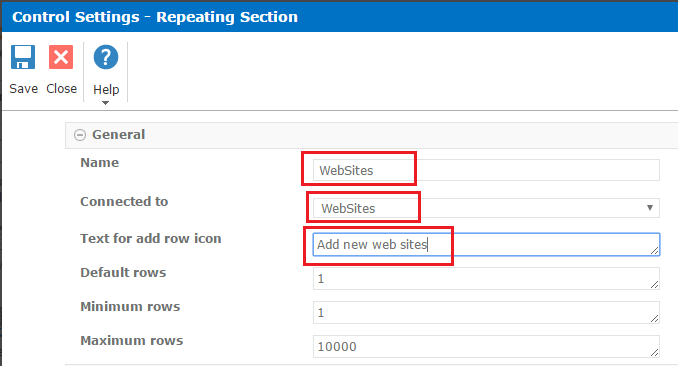 Control Settings - Repeating Section
Save Close Help
General
Name WebSites
Connected to WebSites
Text for add row icon Add new web sites
Default rows 1
Minimum rows 1
Maximum rows 10000